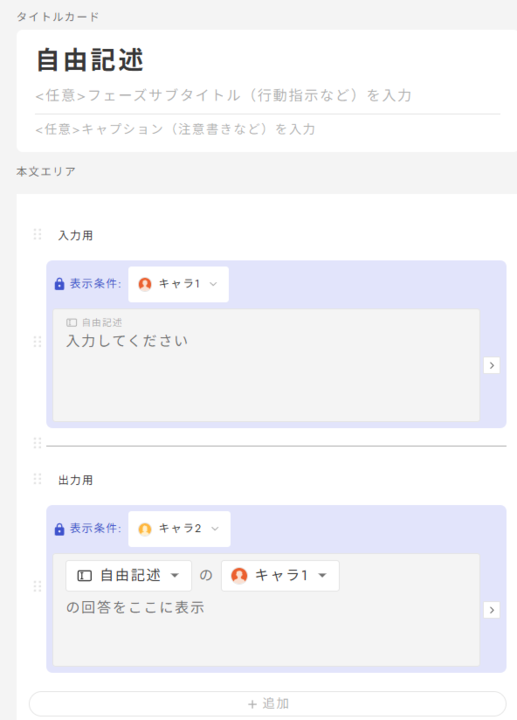 タイトルカード
自由記述
<任意>フェーズサブタイトル（行動指示など）を入力
<任意>キャプション（注意書きなど）を入力
本文エリア
入力用
表示条件: キャラ1
自由記述
入力してください
出力用
表示条件: キャラ2
自由記述 の キャラ1
の回答をここに表示
+ 追加